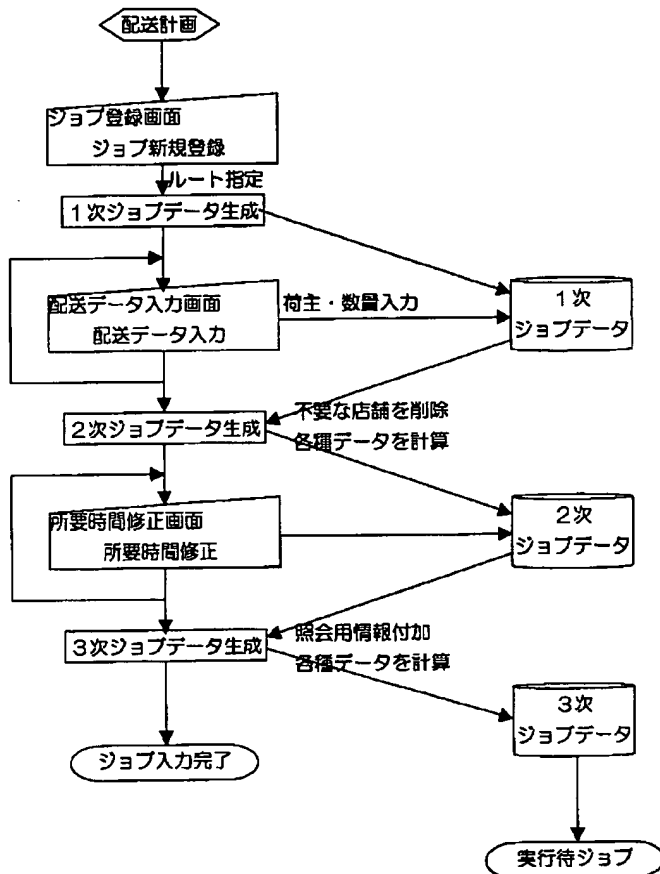 配送計画
ジョブ登録画面
ジョブ新規登録
ルート指定
1次ジョブデータ生成
配送データ入力画面
配送データ入力
荷主・数量入力
1次
ジョブデータ
不要な店舗を削除
各種データを計算
2次ジョブデータ生成
所要時間修正画面
所要時間修正
2次
ジョブデータ
照会用情報付加
各種データを計算
3次ジョブデータ生成
3次
ジョブデータ
ジョブ入力完了
実行待ジョブ